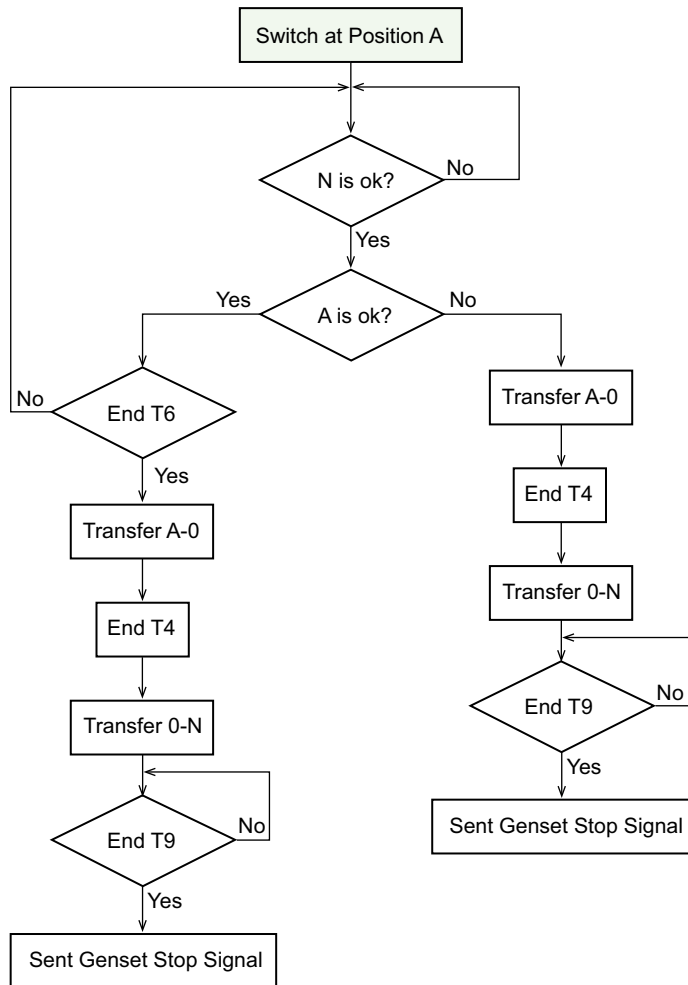 Switch at Position A
N is ok?
No
Yes
A is ok?
Yes
No
End T6
No
Yes
Transfer A-0
End T4
Transfer 0-N
End T9
No
Yes
Sent Genset Stop Signal
Transfer A-0
End T4
Transfer 0-N
End T9
No
Yes
Sent Genset Stop Signal